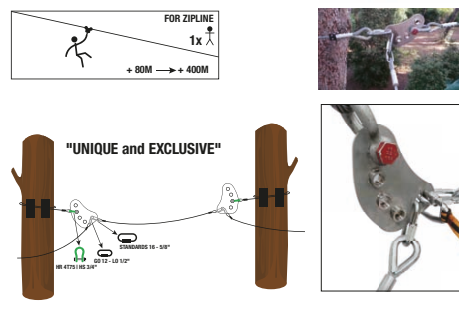 FOR ZIPLINE
1x
+ 80M → + 400M
"UNIQUE and EXCLUSIVE"
STANDARDS 16 - 5/8"
GO 12 - LO 1/2"
HR 4T75 I HS 3/4"